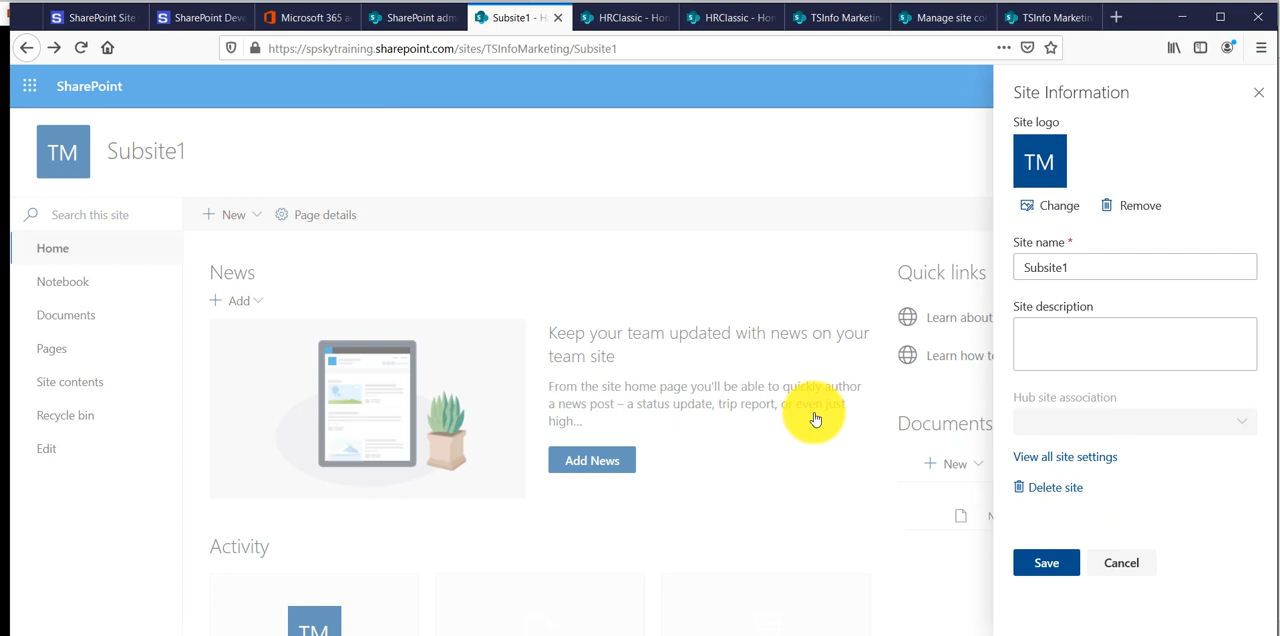 SharePoint Site
SharePoint Dev
Microsoft 365 a
SharePoint adm
Subsite1 - H
HRClassic - Hon
HRClassic - Hon
TSInfo Marketin
Manage site co
TSInfo Marketin
https://spskytraining.sharepoint.com/sites/TSInfoMarketing/Subsite1
SharePoint
TM
Subsite1
Search this site
New
Page details
Home
Notebook
Documents
Pages
Site contents
Recycle bin
Edit
News
Add
Keep your team updated with news on your
team site
From the site home page you'll be able to quickly author
a news post – a status update, trip report, or even just
high...
Add News
Activity
TM
Quick links
Learn about
Learn how t
Documents
New
Site Information
Site logo
TM
Change
Remove
Site name *
Subsite1
Site description
Hub site association
View all site settings
Delete site
Save
Cancel